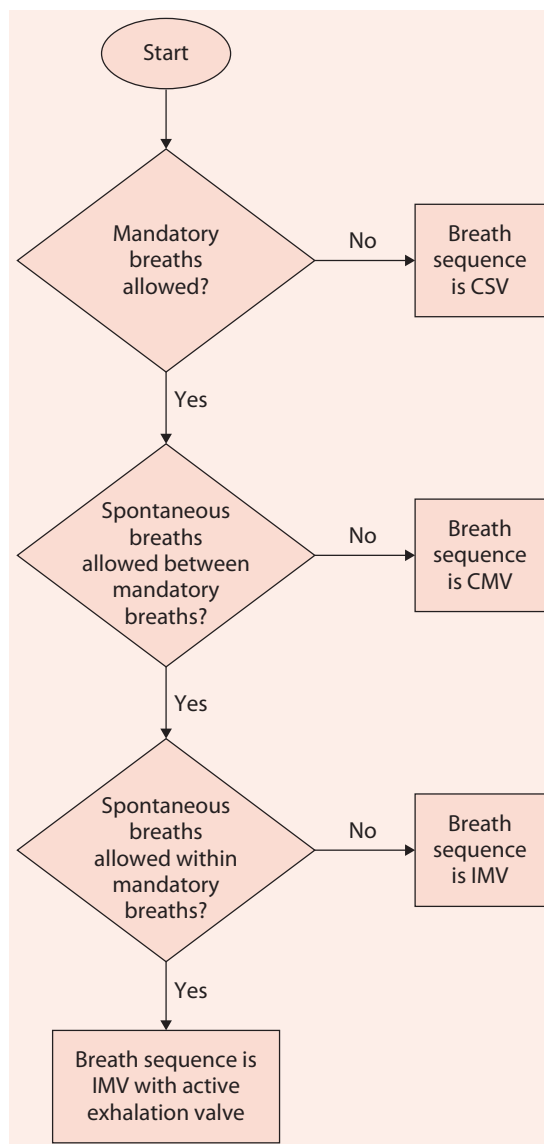 Start
Mandatory
breaths
allowed?
No
Breath
sequence
is CSV
Yes
Spontaneous
breaths
allowed between
mandatory
breaths?
No
Breath
sequence
is CMV
Yes
Spontaneous
breaths
allowed within
mandatory
breaths?
No
Breath
sequence
is IMV
Yes
Breath sequence is
IMV with active
exhalation valve